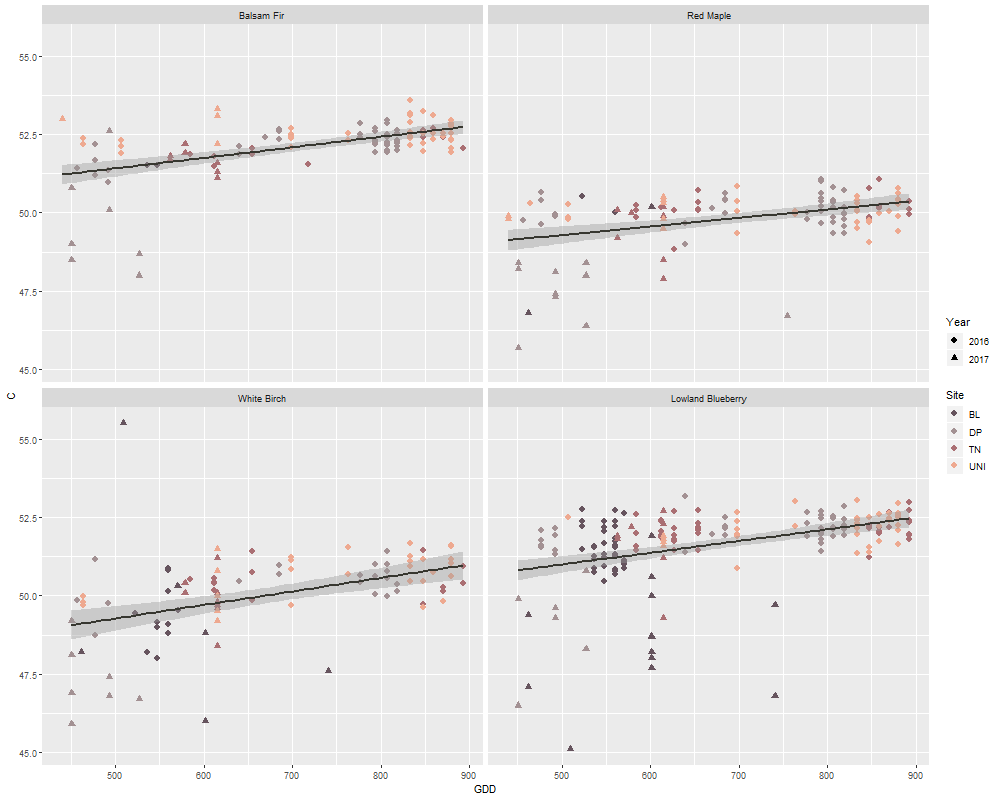 Balsam Fir
Red Maple
55.0
52.5
50.0
47.5
45.0
White Birch
Lowland Blueberry
55.0
52.5
50.0
47.5
45.0
C
500 600 700 800 900
500 600 700 800 900
GDD
Year
2016
2017
Site
BL
DP
TN
UNI